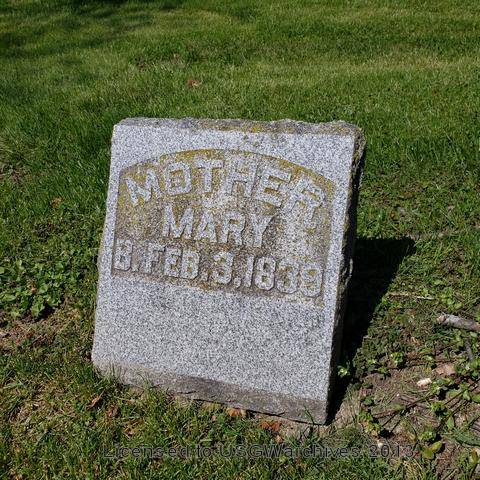 MOTHER
MARY
B. FEB. 3, 1839
Licensed to USGWarchives 2013